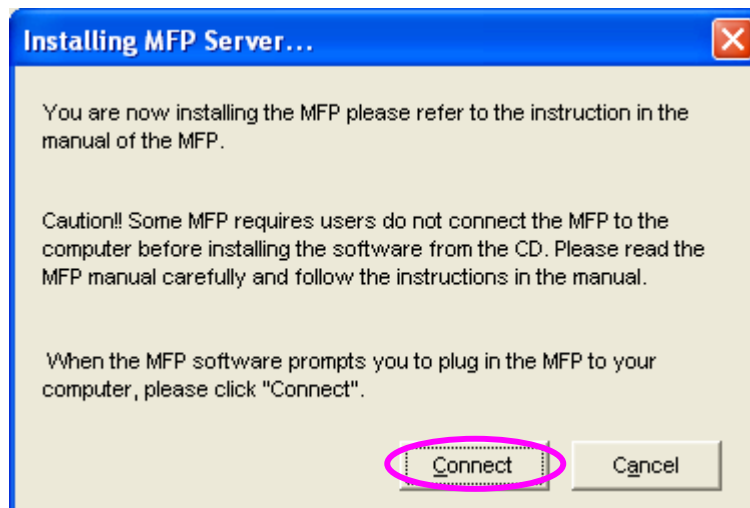 Installing MFP Server...
You are now installing the MFP please refer to the instruction in the
manual of the MFP.
Caution!! Some MFP requires users do not connect the MFP to the
computer before installing the software from the CD. Please read the
MFP manual carefully and follow the instructions in the manual.
When the MFP software prompts you to plug in the MFP to your
computer, please click "Connect".
Connect Cancel